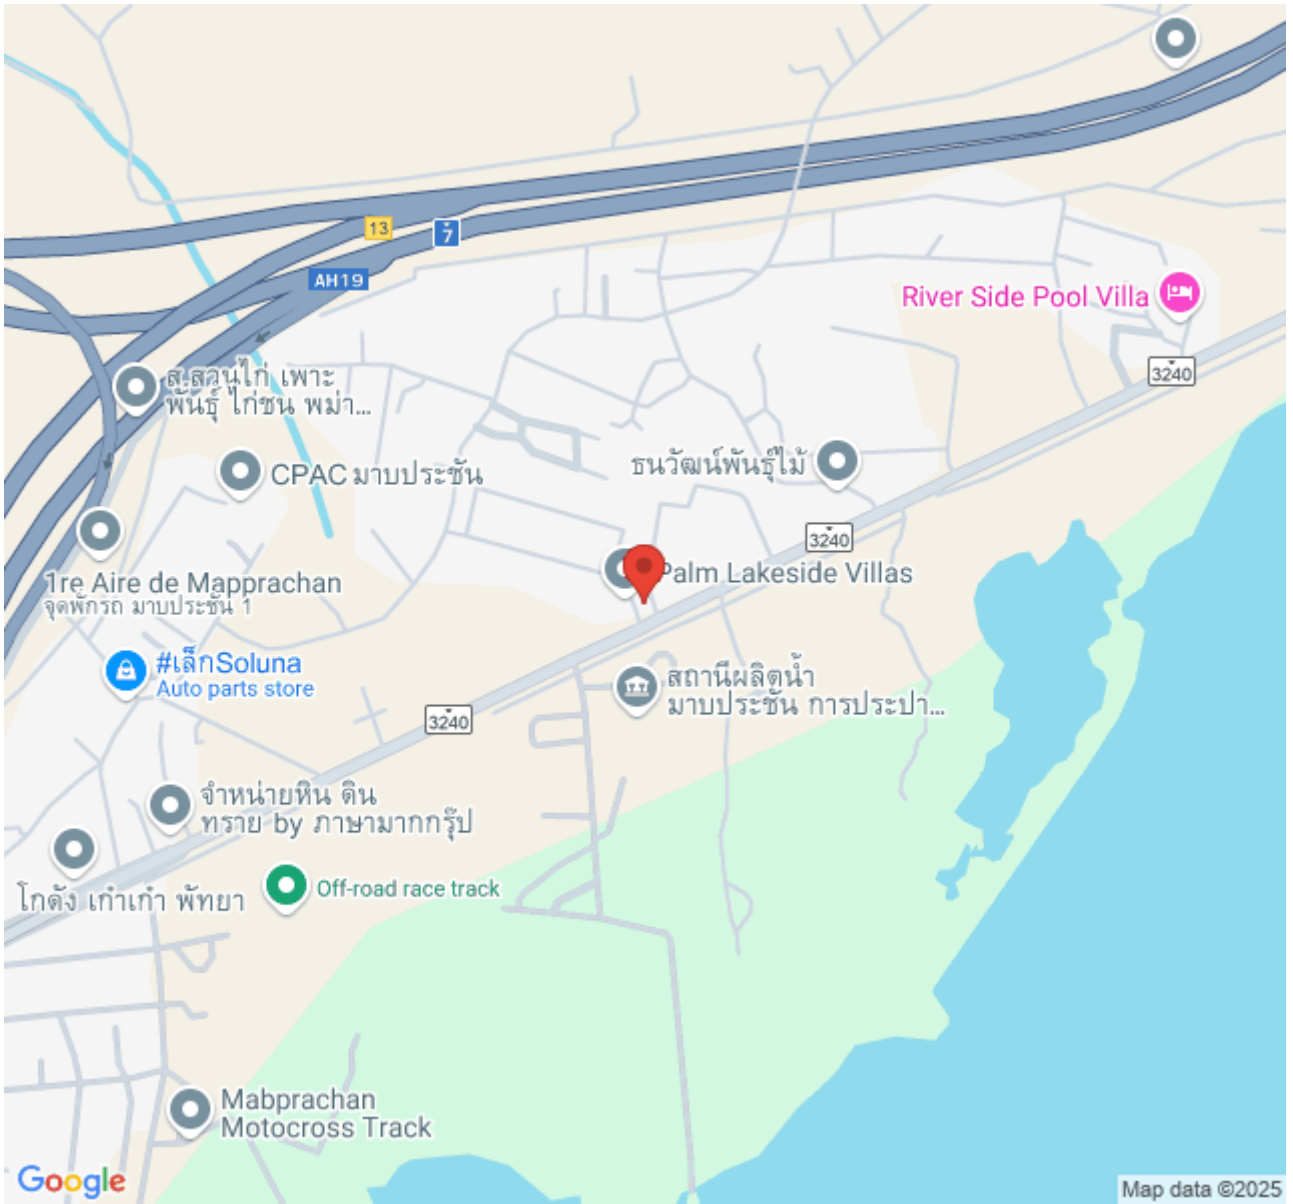 13
7
AH19
River Side Pool Villa
3240
ส.สวนไก่ เพาะ
พันธุ์ ไก่ชน พม่า...
CPAC มาบประชัน
ธนวัฒน์พันธุ์ไม้
3240
Palm Lakeside Villas
1re Aire de Mapprachan
จุดพักรถ มาบประชัน 1
#เล็กSoluna
Auto parts store
สถานีผลิตน้ำ
มาบประชัน การประปา...
3240
จำหน่ายหิน ดิน
ทราย by ภาษามากกรุ๊ป
โกดัง เก๋าเก๋า พัทยา
Off-road race track
Mabprachan
Motocross Track
Google
Map data ©2025